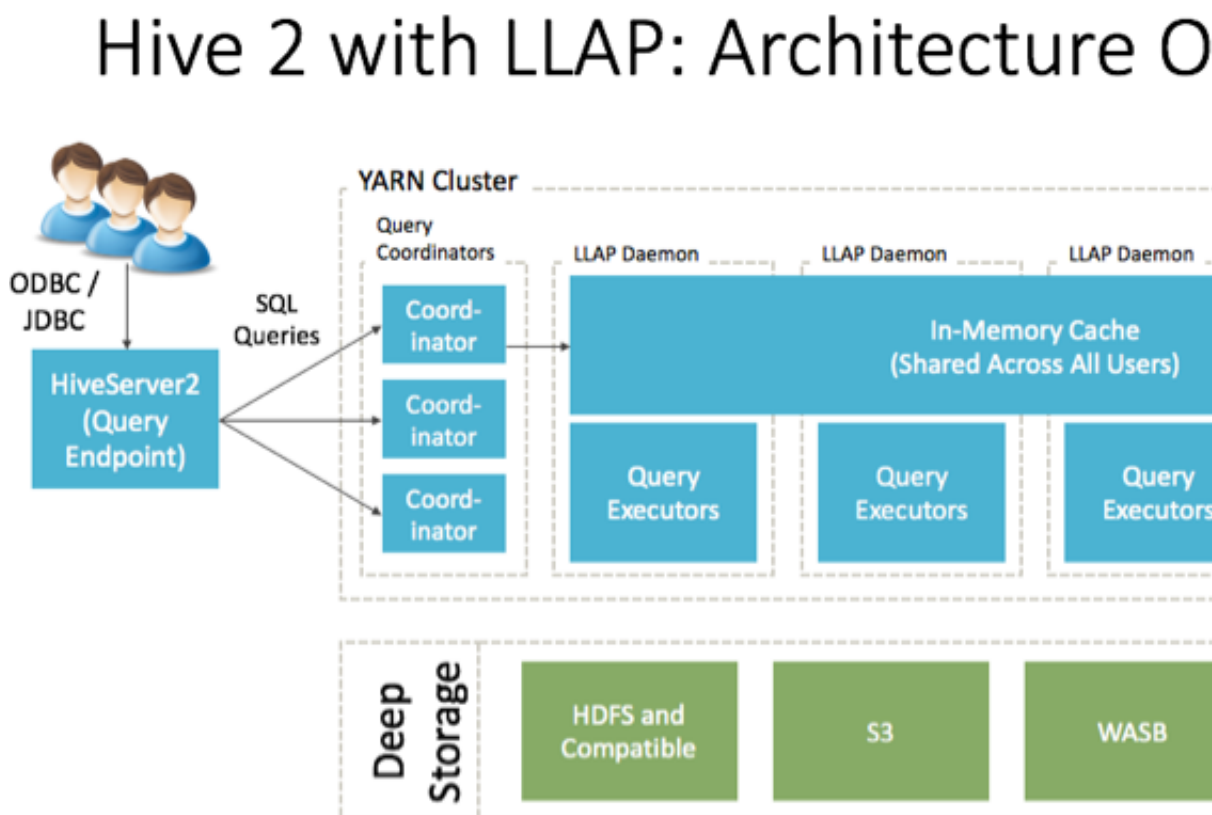 Hive 2 with LLAP: Architecture O
YARN Cluster
Query
Coordinators
LLAP Daemon
LLAP Daemon
LLAP Daemon
ODBC /
JDBC
SQL
Queries
HiveServer2
(Query
Endpoint)
Coord-
inator
Coord-
inator
Coord-
inator
In-Memory Cache
(Shared Across All Users)
Query
Executors
Query
Executors
Query
Executors
Deep
Storage
HDFS and
Compatible
S3
WASB